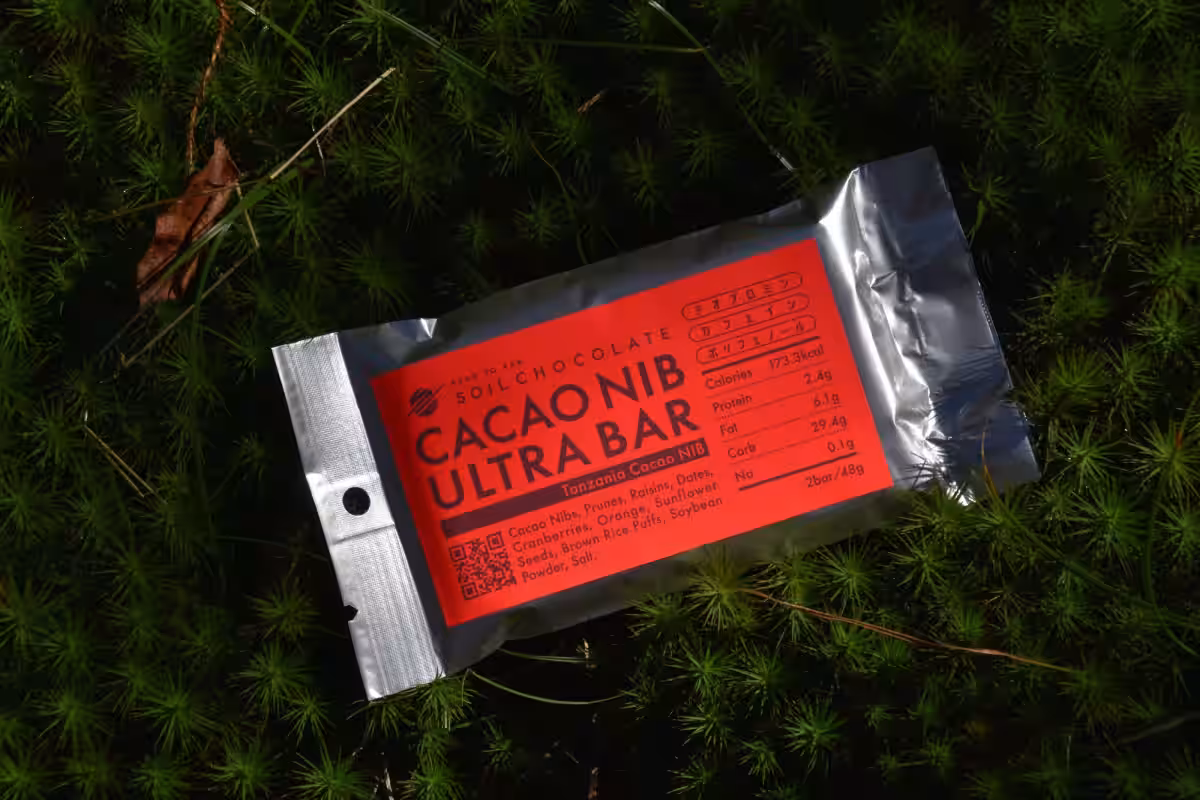 BEAN TO BAR
SOIL CHOCOLATE
CACAO NIB
ULTRA BAR
Tanzania Cacao NIB
Cacao Nibs, Prunes, Raisins, Dates,
Cranberries, Orange, Sunflower
Seeds, Brown Rice Puffs, Soybean
Powder, Salt.
テオブロミン
カフェイン
ポリフェノール
Calories 173.3kcal
Protein 2.4g
Fat 6.1g
Carb 29.4g
Na 0.1g
2bar/48g